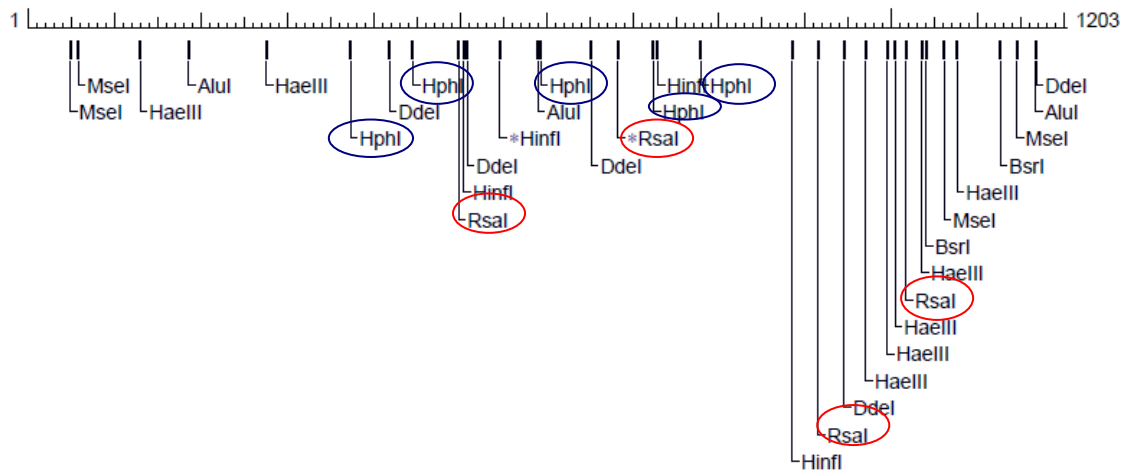 1 1203
MseI AluI HaeIII HphI HphI HinfI HphI DdeI
MseI HaeIII DdeI AluI HphI AluI
HphI *HinfI *RsaI MseI
DdeI DdeI BsrI
HinfI HaeIII
RsaI MseI
BsrI
HaeIII
RsaI
HaeIII
HaeIII
HaeIII
DdeI
RsaI
HinfI